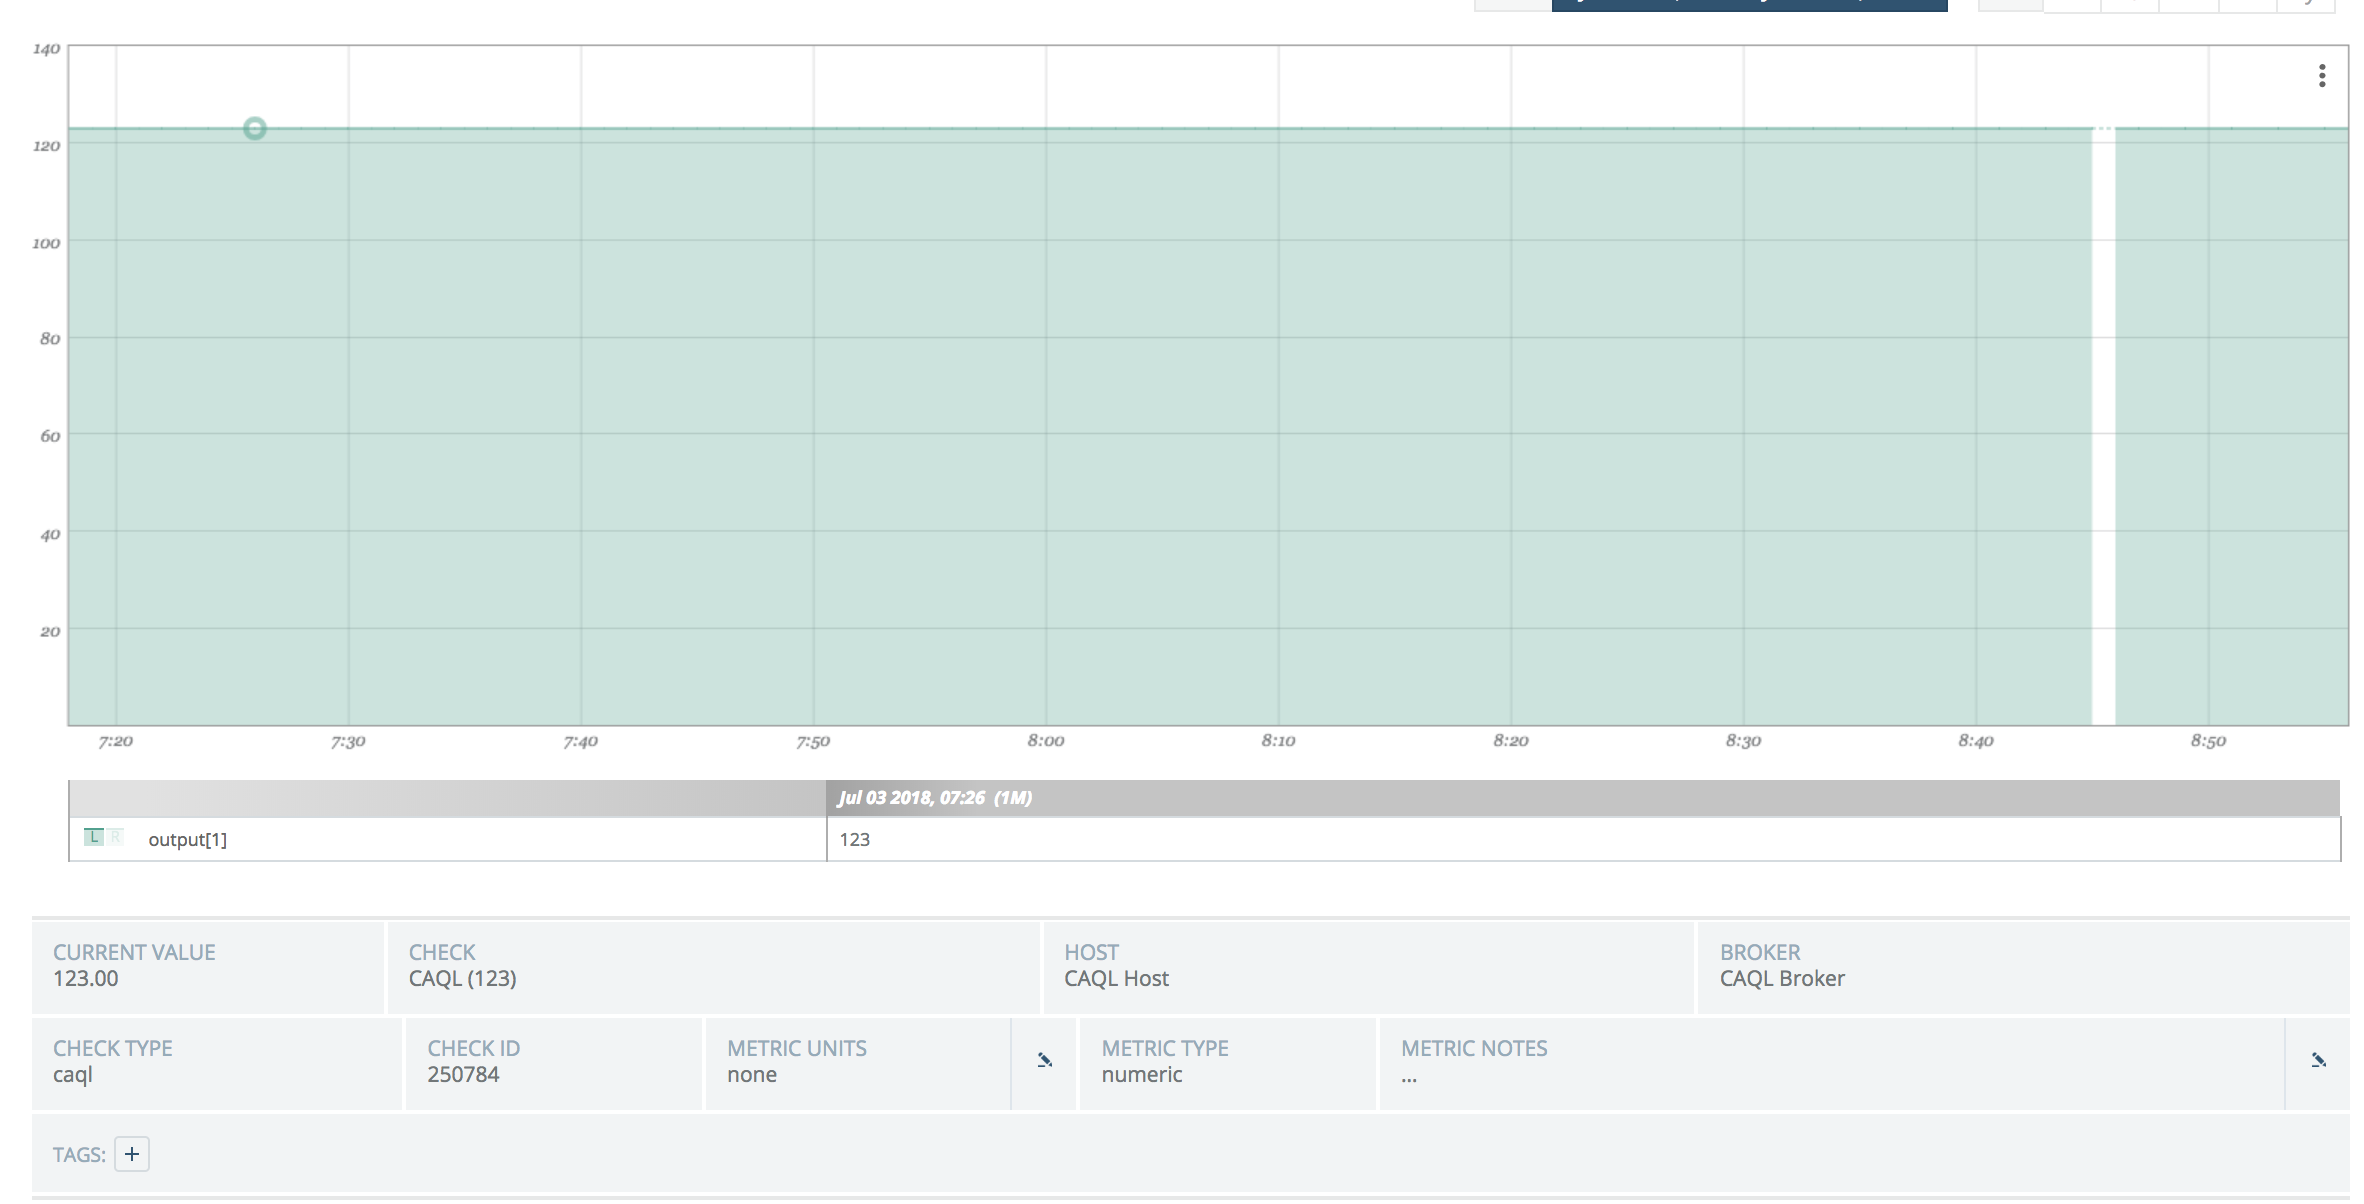 140
120
100
80
60
40
20
7:20 7:30 7:40 7:50 8:00 8:10 8:20 8:30 8:40 8:50
Jul 03 2018, 07:26 (1M)
L R output[1] 123
CURRENT VALUE CHECK HOST BROKER
123.00 CAQL (123) CAQL Host CAQL Broker
CHECK TYPE CHECK ID METRIC UNITS METRIC TYPE METRIC NOTES
caql 250784 none numeric ...
TAGS: +